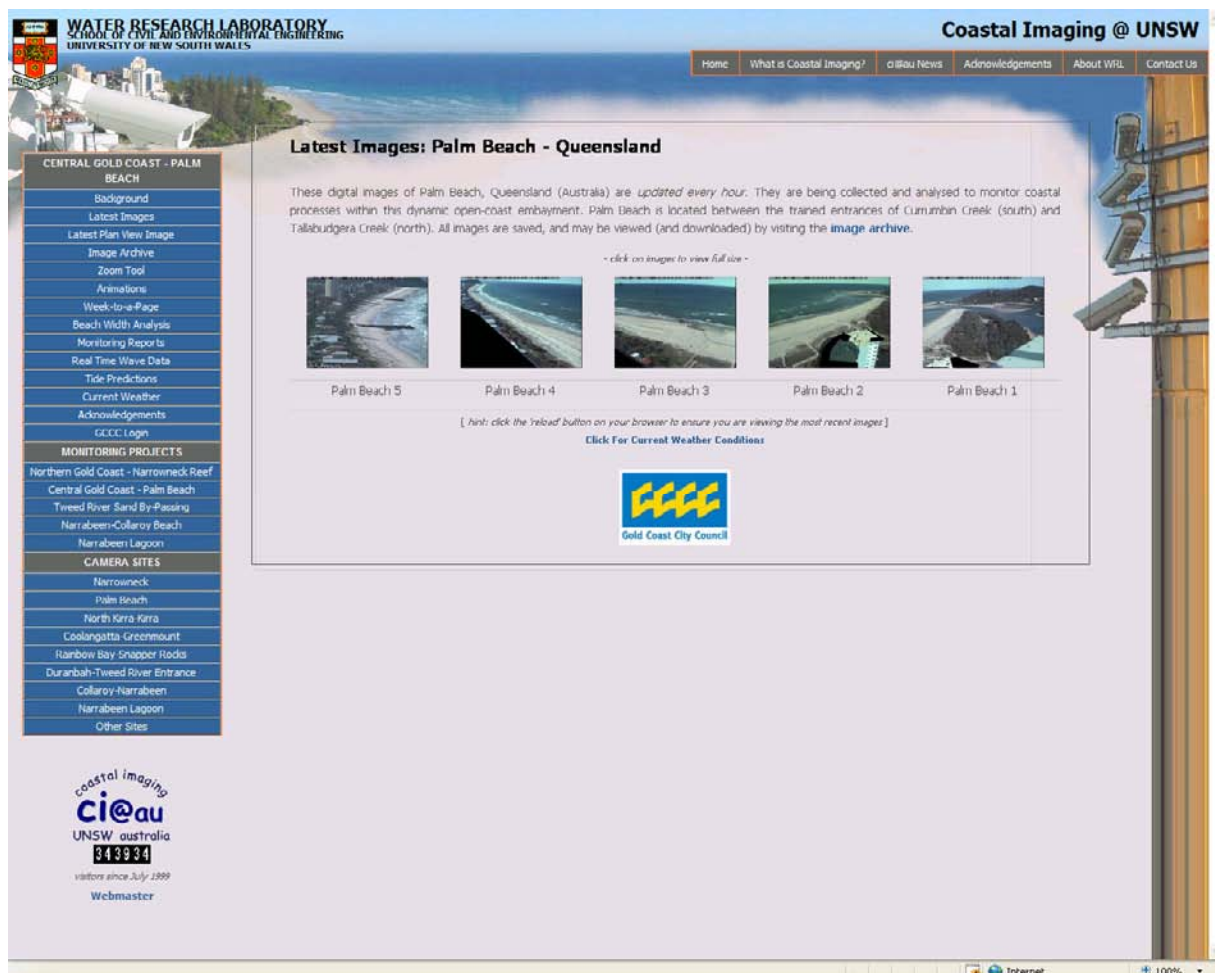 WATER RESEARCH LABORATORY
SCHOOL OF CIVIL AND ENVIRONMENTAL ENGINEERING
UNIVERSITY OF NEW SOUTH WALES
Coastal Imaging @ UNSW
Home What is Coastal Imaging? ci@au News Acknowledgements About WRL Contact Us
CENTRAL GOLD COAST - PALM
BEACH
Background
Latest Images
Latest Plan View Image
Image Archive
Zoom Tool
Animations
Week-to-a-Page
Beach Width Analysis
Monitoring Reports
Real Time Wave Data
Tide Predictions
Current Weather
Acknowledgements
GCCC Login
MONITORING PROJECTS
Northern Gold Coast - Narrowneck Reef
Central Gold Coast - Palm Beach
Tweed River Sand By-Passing
Narrabeen-Collaroy Beach
Narrabeen Lagoon
CAMERA SITES
Narrowneck
Palm Beach
North Kirra-Kirra
Coolangatta-Greenmount
Rainbow Bay-Snapper Rocks
Duranbah-Tweed River Entrance
Collaroy-Narrabeen
Narrabeen Lagoon
Other Sites
coastal imaging
ci@au
UNSW australia
343934
visitors since July 1999
Webmaster
Latest Images: Palm Beach - Queensland
These digital images of Palm Beach, Queensland (Australia) are updated every hour. They are being collected and analysed to monitor coastal
processes within this dynamic open-coast embayment. Palm Beach is located between the trained entrances of Currumbin Creek (south) and
Tallabudgera Creek (north). All images are saved, and may be viewed (and downloaded) by visiting the image archive.
- click on images to view full size -
Palm Beach 5 Palm Beach 4 Palm Beach 3 Palm Beach 2 Palm Beach 1
[ hint: click the 'reload' button on your browser to ensure you are viewing the most recent images ]
Click For Current Weather Conditions
Gold Coast City Council
Internet 100%